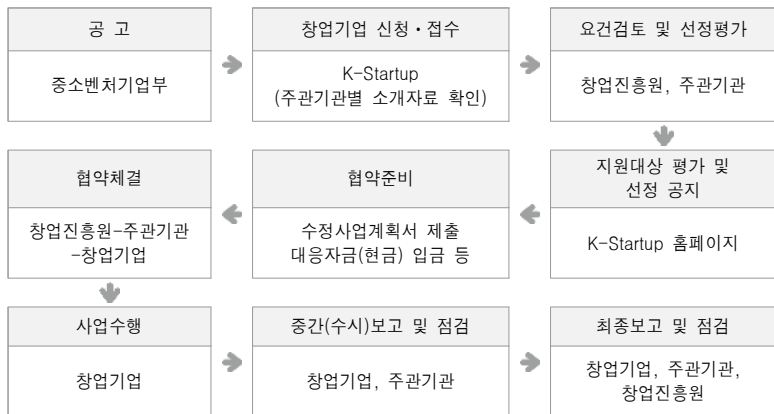 공 고
중소벤처기업부
창업기업 신청・접수
K-Startup
(주관기관별 소개자료 확인)
요건검토 및 선정평가
창업진흥원, 주관기관
지원대상 평가 및
선정 공지
K-Startup 홈페이지
협약준비
수정사업계획서 제출
대응자금(현금) 입금 등
협약체결
창업진흥원-주관기관
-창업기업
사업수행
창업기업
중간(수시)보고 및 점검
창업기업, 주관기관
최종보고 및 점검
창업기업, 주관기관,
창업진흥원